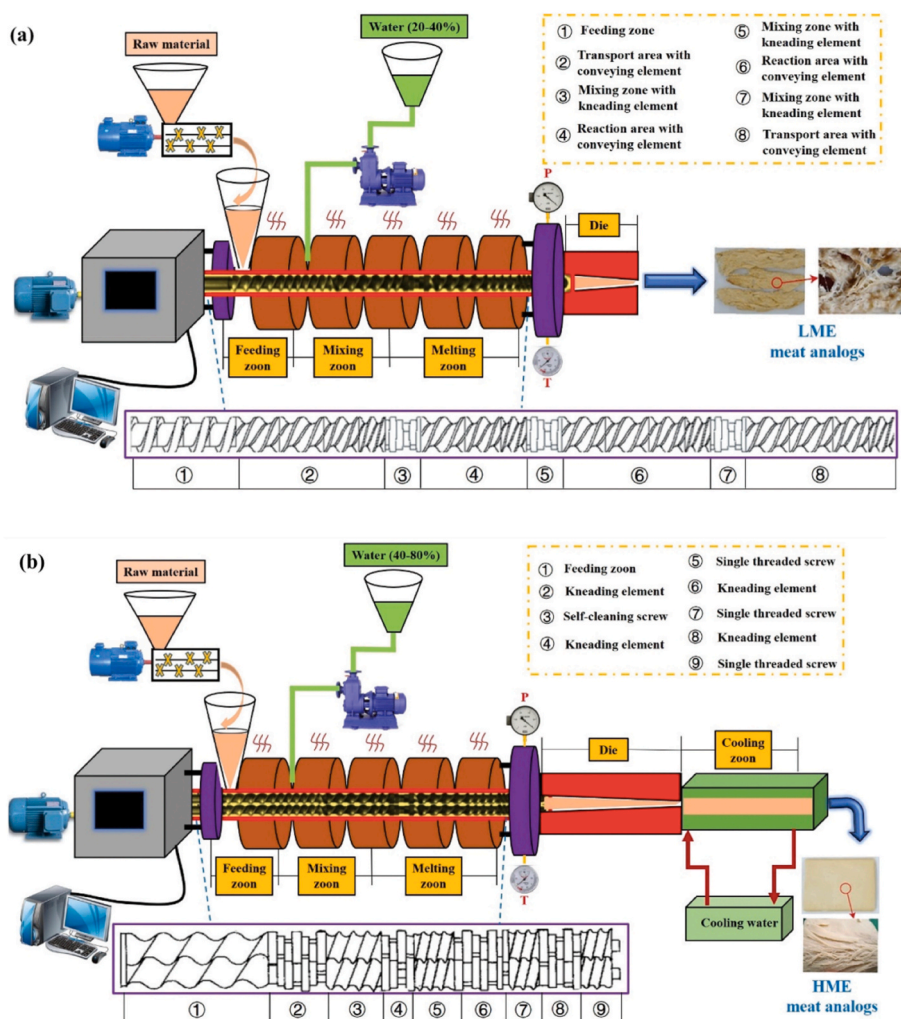 (a)
Raw material
Water (20-40%)
① Feeding zone
② Transport area with
conveying element
③ Mixing zone with
kneading element
④ Reaction area with
conveying element
⑤ Mixing zone with
kneading element
⑥ Reaction area with
conveying element
⑦ Mixing zone with
kneading element
⑧ Transport area with
conveying element
P
Die
Feeding
zoon
Mixing
zoon
Melting
zoon
T
LME
meat analogs
① ② ③ ④ ⑤ ⑥ ⑦ ⑧
(b)
Raw material
Water (40-80%)
① Feeding zoon
② Kneading element
③ Self-cleaning screw
④ Kneading element
⑤ Single threaded screw
⑥ Kneading element
⑦ Single threaded screw
⑧ Kneading element
⑨ Single threaded screw
P
Die
Cooling
zoon
Feeding
zoon
Mixing
zoon
Melting
zoon
T
Cooling water
① ② ③ ④ ⑤ ⑥ ⑦ ⑧ ⑨
HME
meat analogs